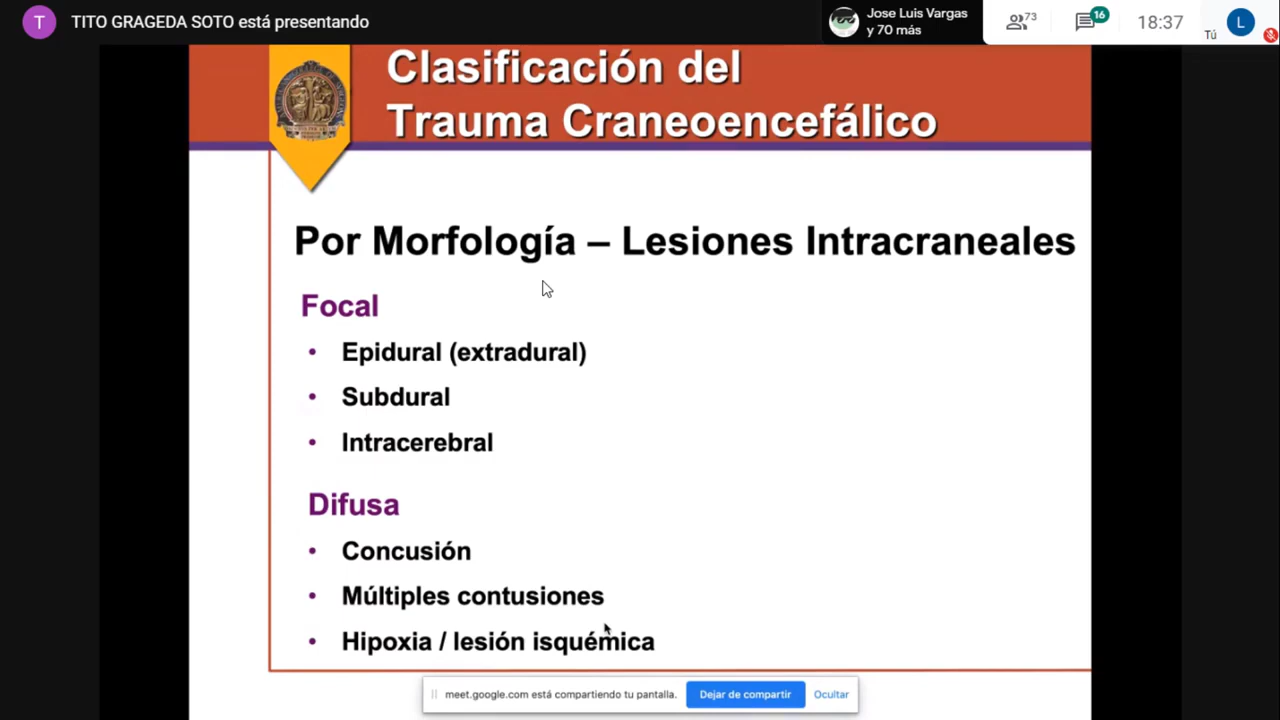 T
TITO GRAGEDA SOTO está presentando
Jose Luis Vargas
y 70 más
73
16
18:37
Tú
L
Clasificación del
Trauma Craneoencefálico
Por Morfología – Lesiones Intracraneales
Focal
• Epidural (extradural)
• Subdural
• Intracerebral
Difusa
• Concusión
• Múltiples contusiones
• Hipoxia / lesión isquémica
meet.google.com está compartiendo tu pantalla.
Dejar de compartir
Ocultar